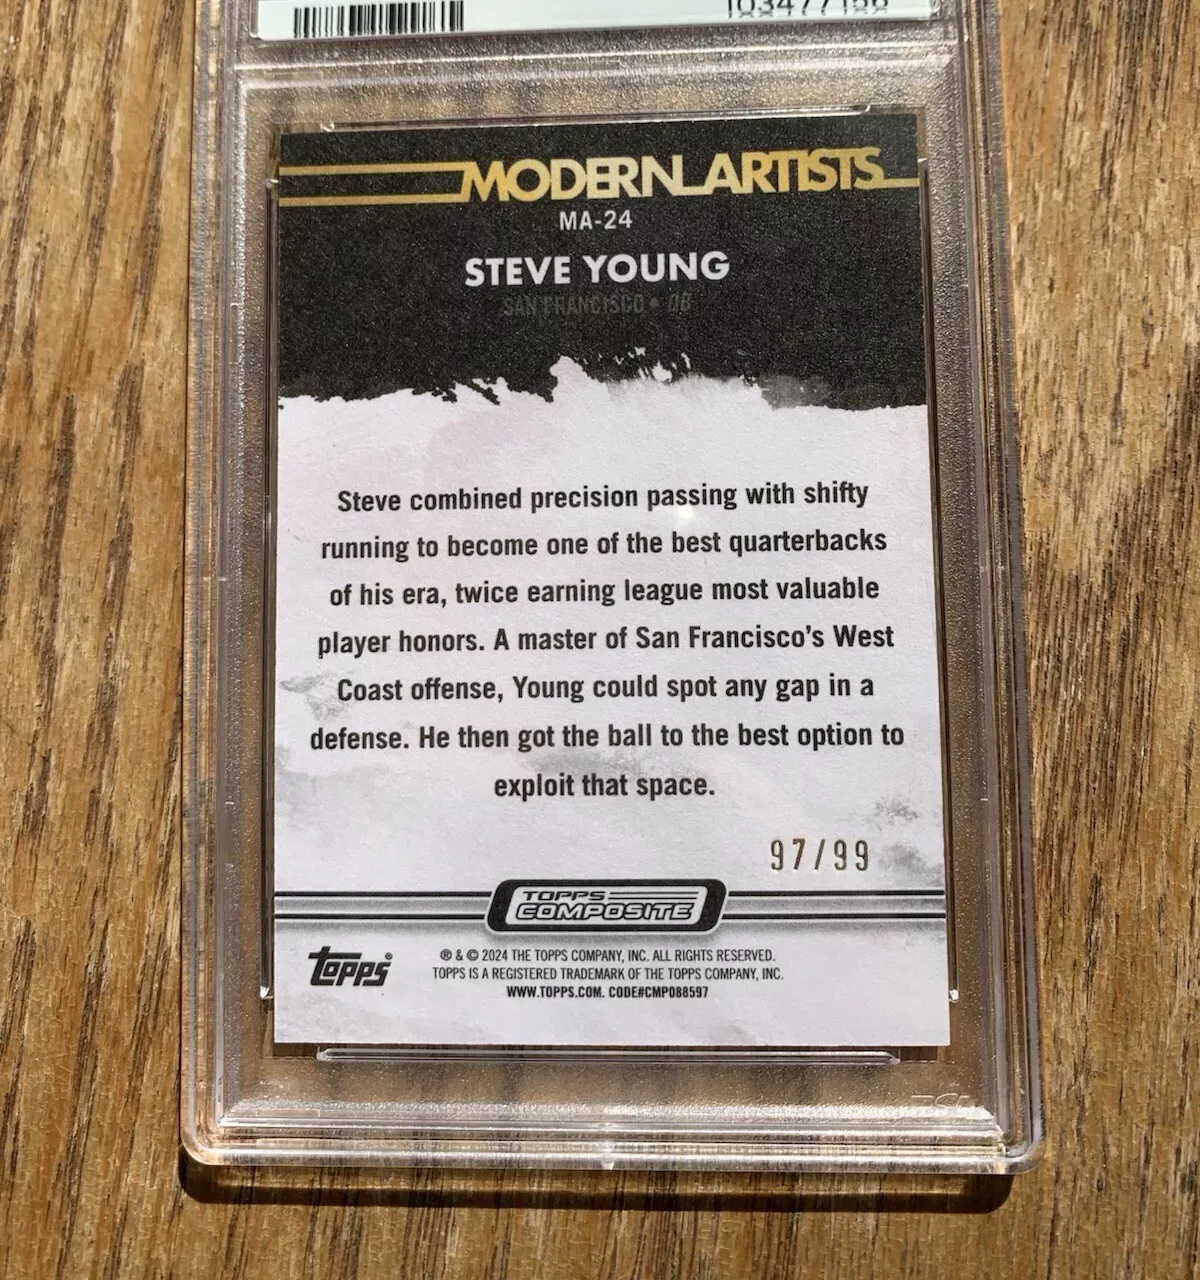 MODERN ARTISTS
MA-24
STEVE YOUNG
SAN FRANCISCO • QB
Steve combined precision passing with shifty
running to become one of the best quarterbacks
of his era, twice earning league most valuable
player honors. A master of San Francisco's West
Coast offense, Young could spot any gap in a
defense. He then got the ball to the best option to
exploit that space.
97/99
TOPPS
COMPOSITE
topps®
® & © 2024 THE TOPPS COMPANY, INC. ALL RIGHTS RESERVED.
TOPPS IS A REGISTERED TRADEMARK OF THE TOPPS COMPANY, INC.
WWW.TOPPS.COM. CODE#CMP088597
PSA